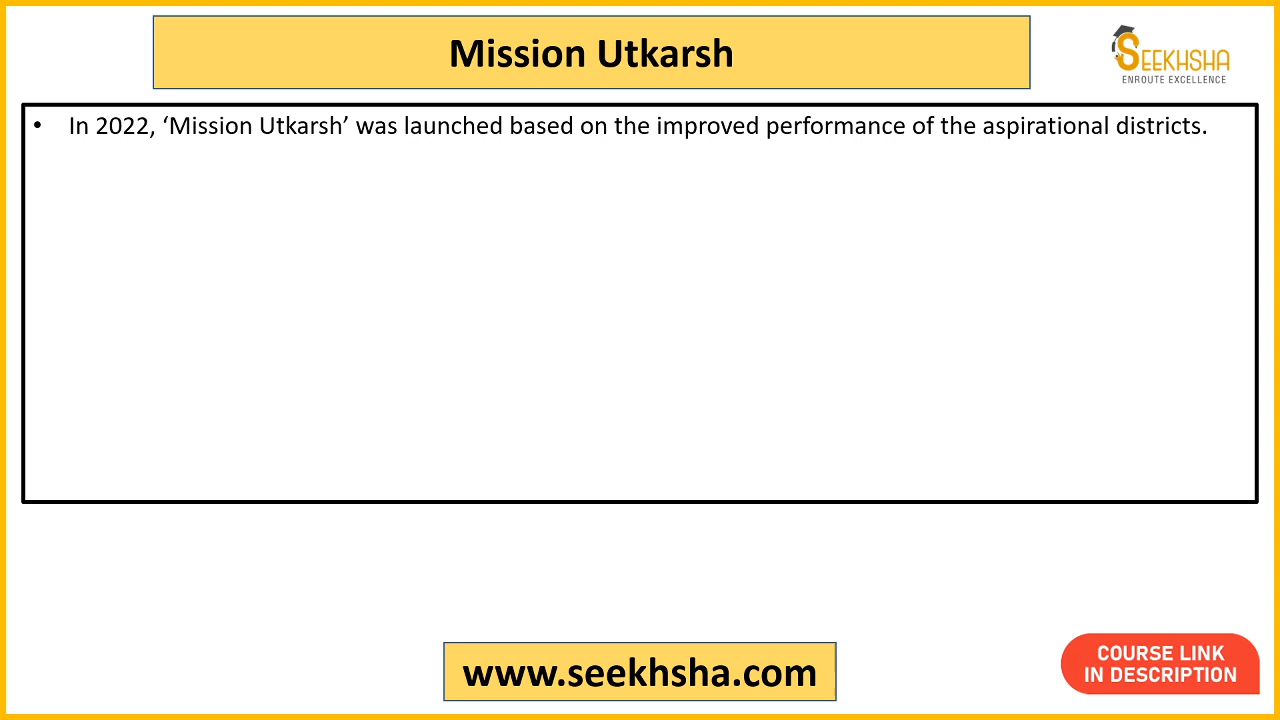 Mission Utkarsh
SEEKHSHA
ENROUTE EXCELLENCE
• In 2022, ‘Mission Utkarsh’ was launched based on the improved performance of the aspirational districts.
www.seekhsha.com
COURSE LINK
IN DESCRIPTION